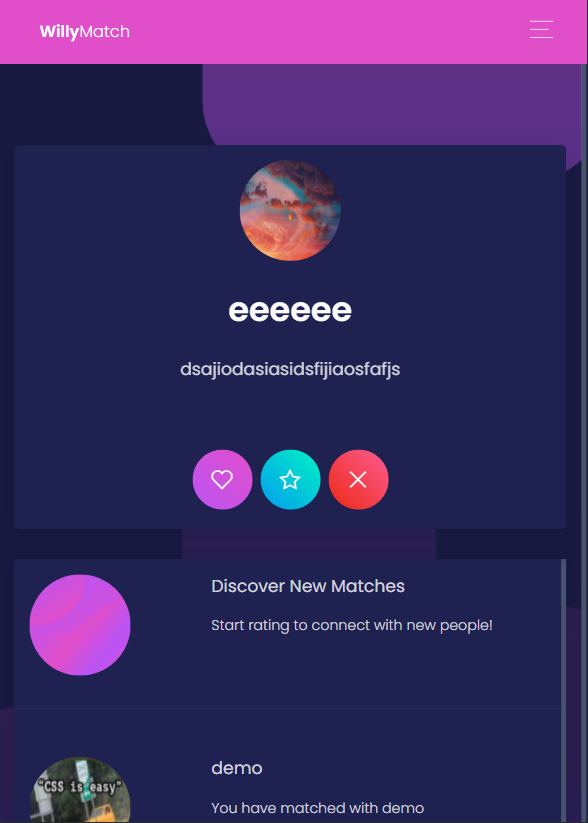 WillyMatch
eeeeee
dsajiodasiasidsfijiaosfafjs
Discover New Matches
Start rating to connect with new people!
demo
"CSS is easy"
You have matched with demo